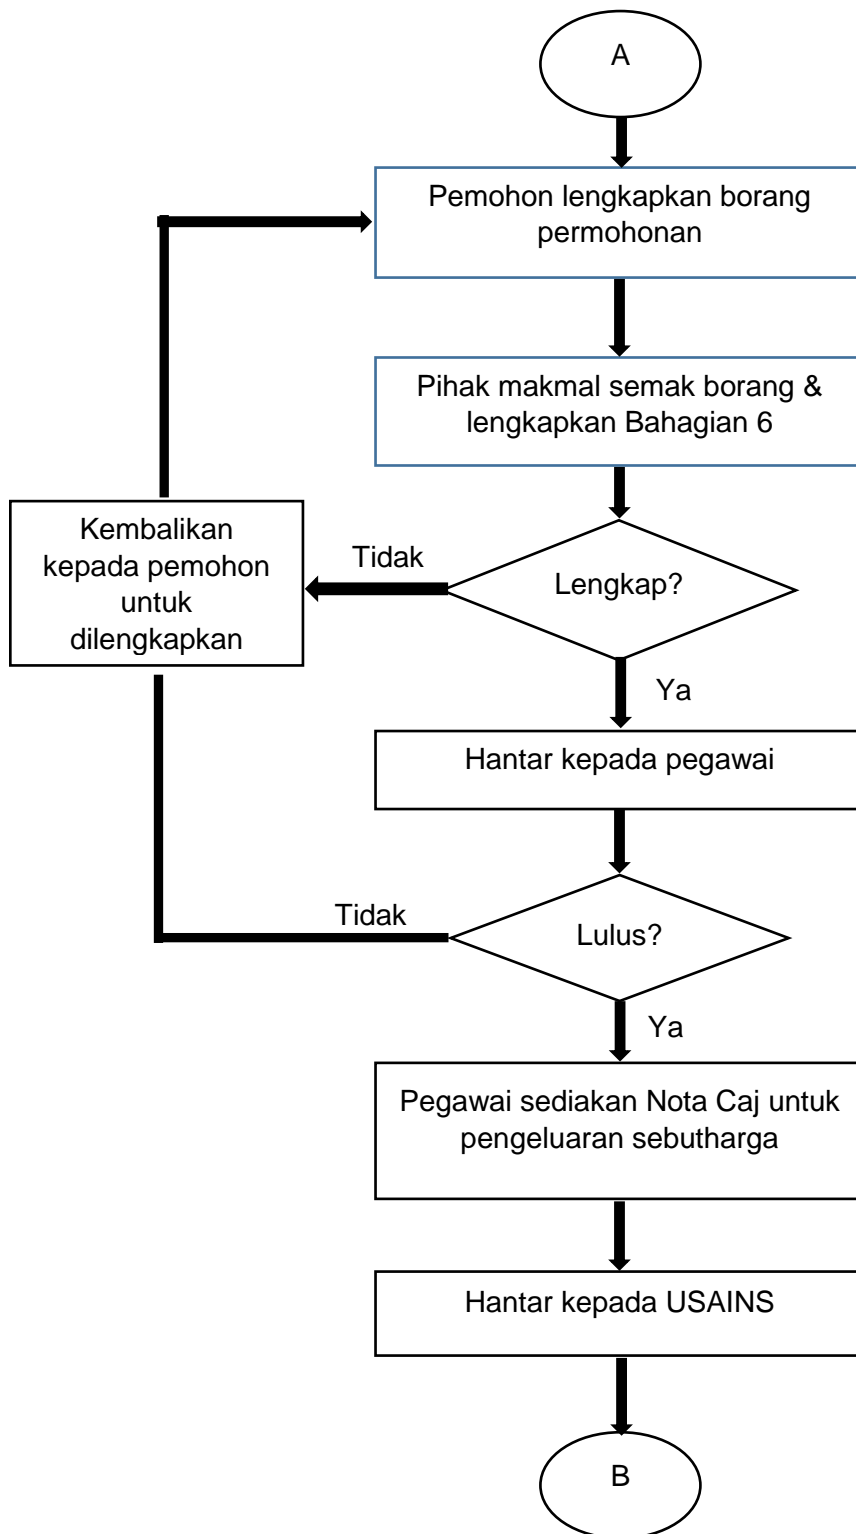 A
Pemohon lengkapkan borang
permohonan
Pihak makmal semak borang &
lengkapkan Bahagian 6
Kembalikan
kepada pemohon
untuk
dilengkapkan
Tidak
Lengkap?
Ya
Hantar kepada pegawai
Tidak
Lulus?
Ya
Pegawai sediakan Nota Caj untuk
pengeluaran sebutharga
Hantar kepada USAINS
B